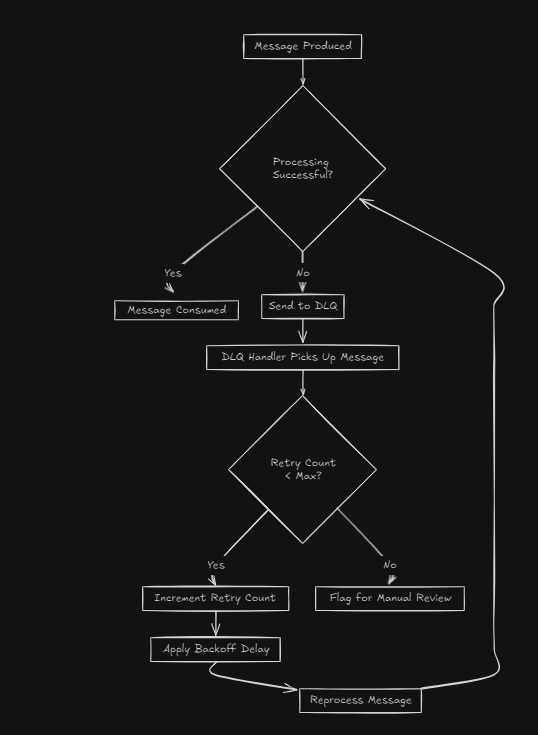 Message Produced
Processing
Successful?
Yes
No
Message Consumed
Send to DLQ
DLQ Handler Picks Up Message
Retry Count
< Max?
Yes
No
Increment Retry Count
Flag for Manual Review
Apply Backoff Delay
Reprocess Message